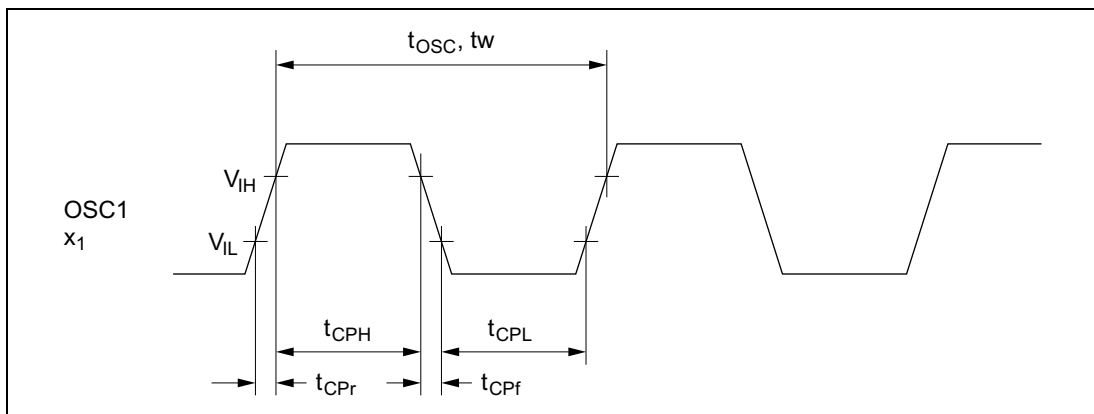 tOSC, tw
VIH
OSC1
x1
VIL
tCPH
tCPL
tCPr
tCPf